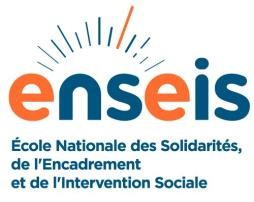 enseis
École Nationale des Solidarités,
de l'Encadrement
et de l'Intervention Sociale